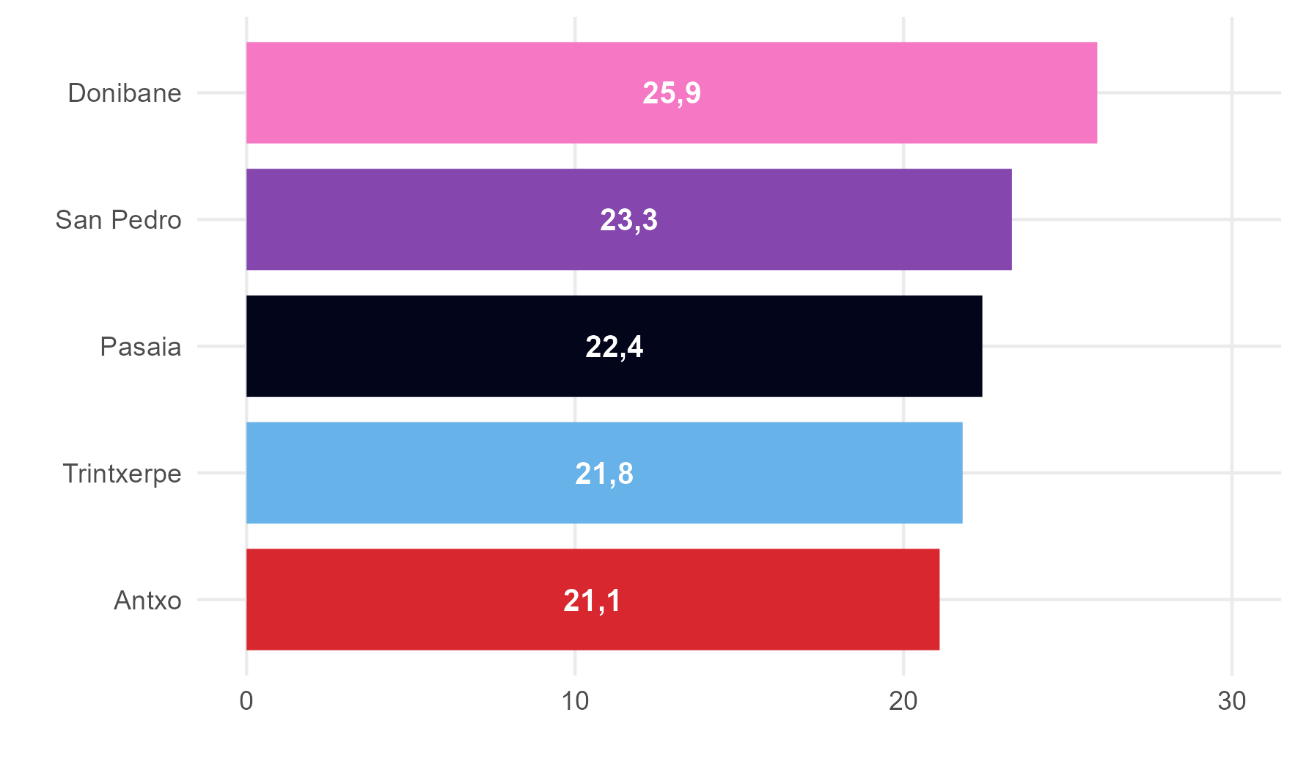 Donibane 25,9
San Pedro 23,3
Pasaia 22,4
Trintxerpe 21,8
Antxo 21,1
0 10 20 30